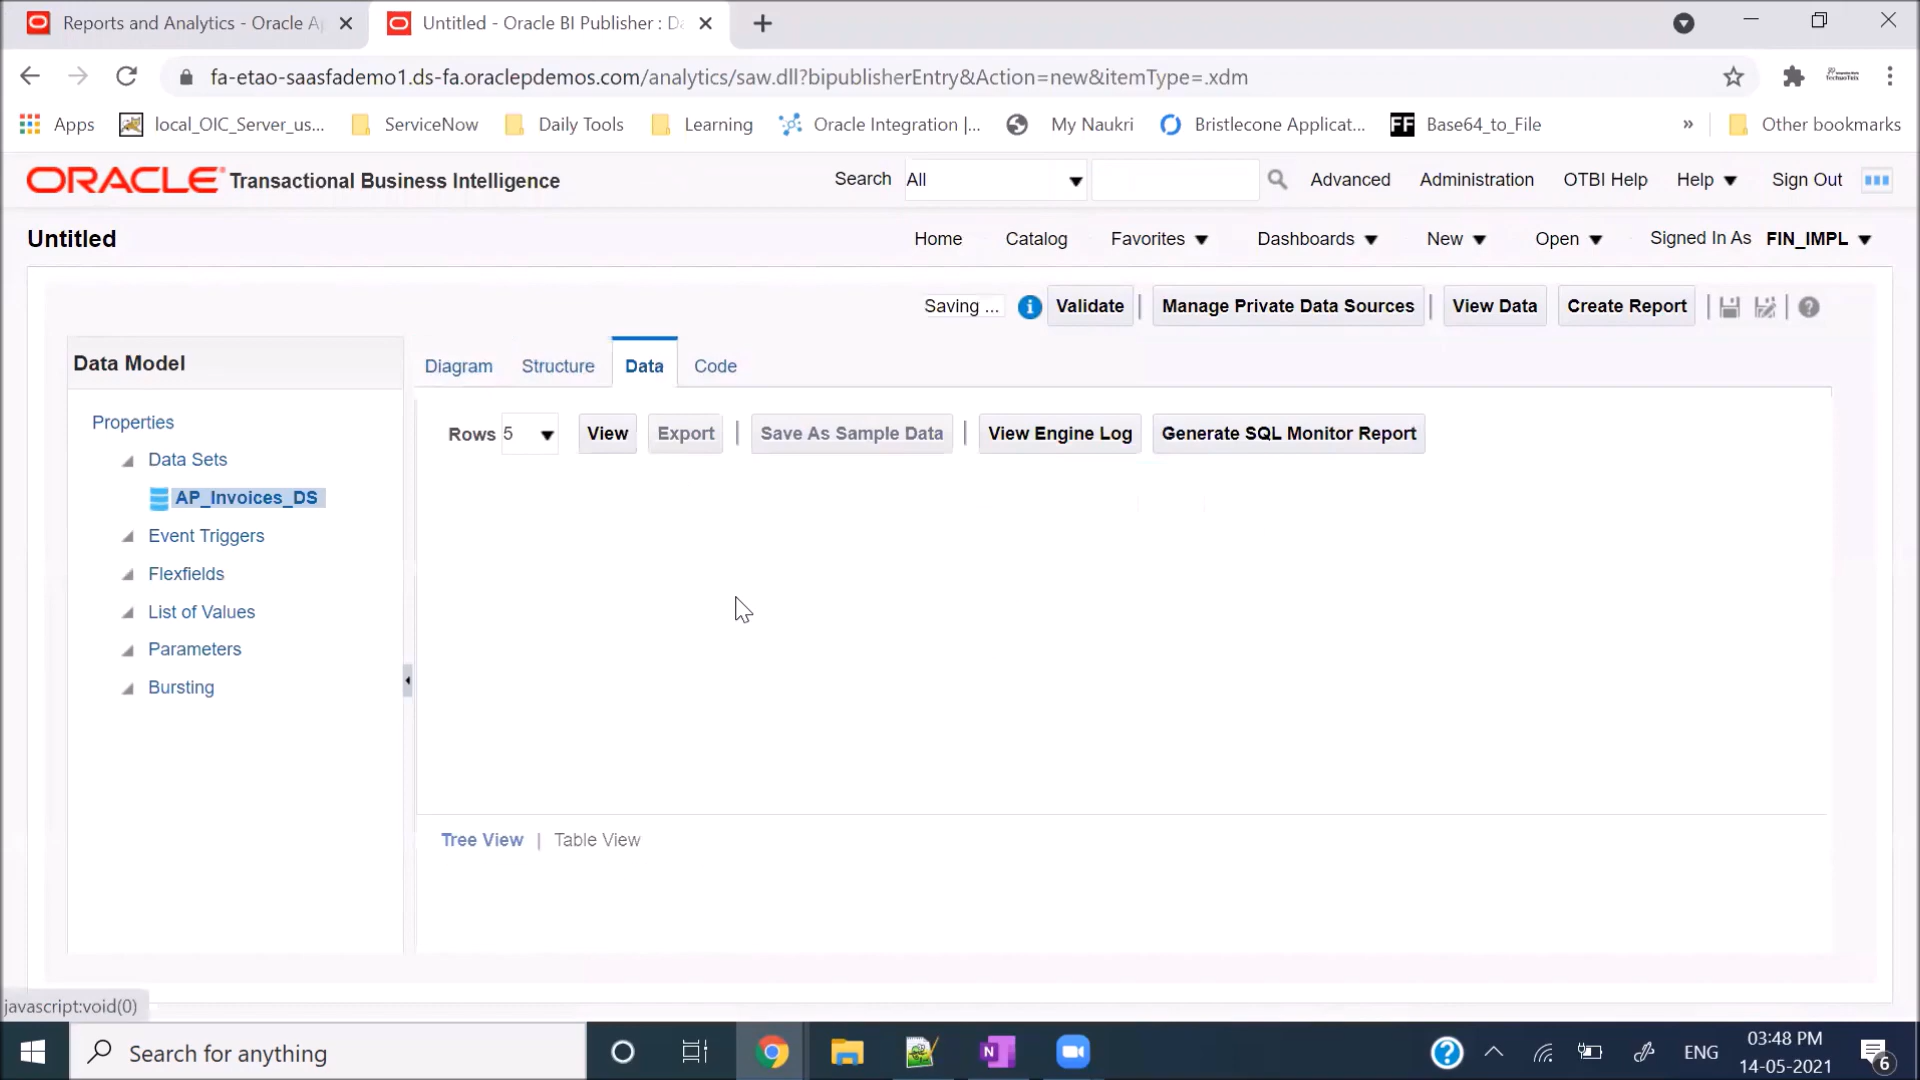 Reports and Analytics - Oracle A
Untitled - Oracle BI Publisher : Da
fa-etao-saasfademo1.ds-fa.oraclepdemos.com/analytics/saw.dll?bipublisherEntry&Action=new&itemType=.xdm
Apps
local_OIC_Server_us...
ServiceNow
Daily Tools
Learning
Oracle Integration |...
My Naukri
Bristlecone Applicat...
FF Base64_to_File
»
Other bookmarks
ORACLE Transactional Business Intelligence
Search All
Advanced
Administration
OTBI Help
Help
Sign Out
Untitled
Home
Catalog
Favorites
Dashboards
New
Open
Signed In As FIN_IMPL
Saving ...
Validate
Manage Private Data Sources
View Data
Create Report
Data Model
Diagram
Structure
Data
Code
Properties
Data Sets
AP_Invoices_DS
Event Triggers
Flexfields
List of Values
Parameters
Bursting
Rows 5
View
Export
Save As Sample Data
View Engine Log
Generate SQL Monitor Report
Tree View | Table View
javascript:void(0)
Search for anything
ENG
03:48 PM
14-05-2021
6